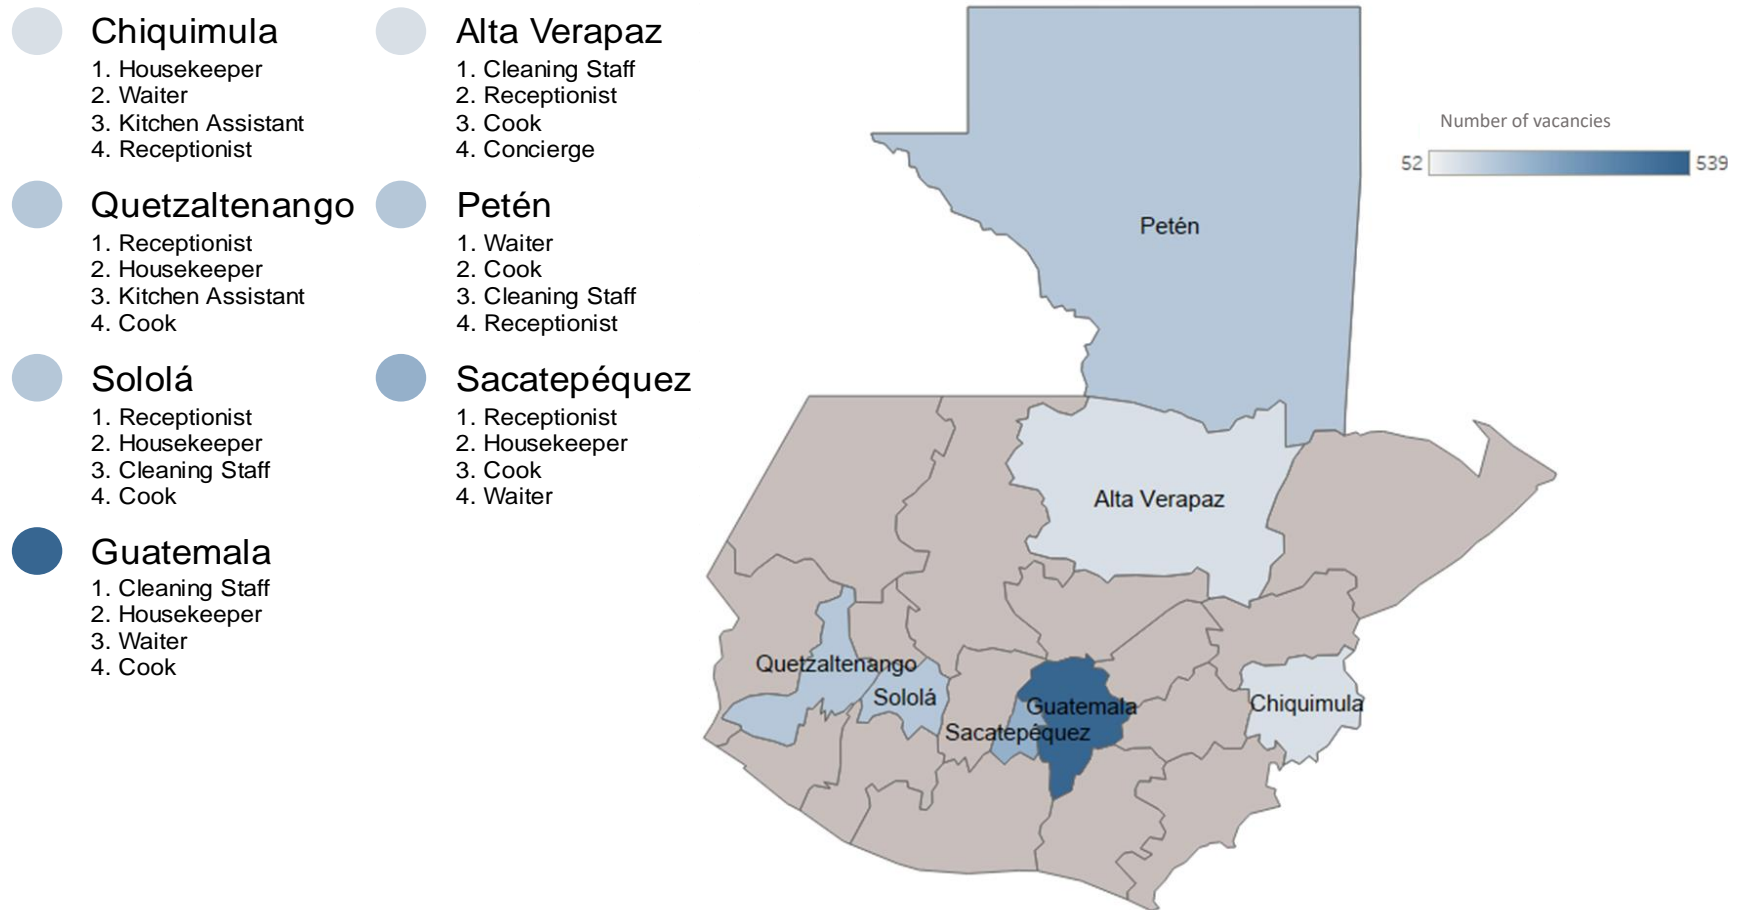 Chiquimula
1. Housekeeper
2. Waiter
3. Kitchen Assistant
4. Receptionist
Alta Verapaz
1. Cleaning Staff
2. Receptionist
3. Cook
4. Concierge
Quetzaltenango
1. Receptionist
2. Housekeeper
3. Kitchen Assistant
4. Cook
Petén
1. Waiter
2. Cook
3. Cleaning Staff
4. Receptionist
Sololá
1. Receptionist
2. Housekeeper
3. Cleaning Staff
4. Cook
Sacatepéquez
1. Receptionist
2. Housekeeper
3. Cook
4. Waiter
Guatemala
1. Cleaning Staff
2. Housekeeper
3. Waiter
4. Cook
Number of vacancies
52 539
Petén
Alta Verapaz
Quetzaltenango
Sololá
Guatemala
Chiquimula
Sacatepéquez